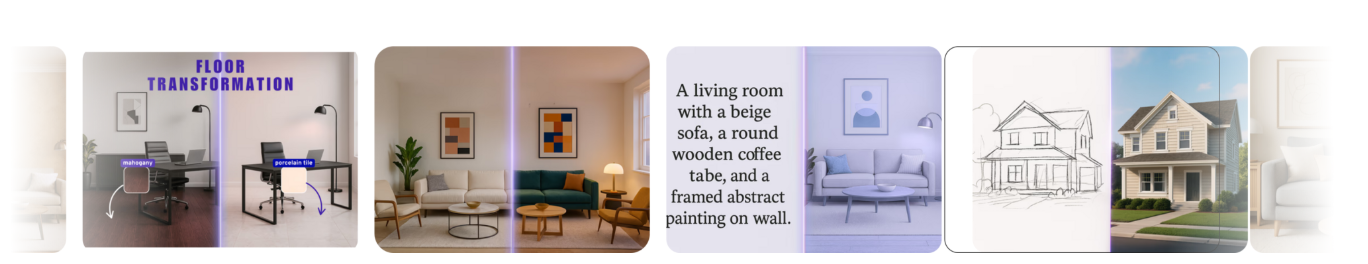 FLOOR
TRANSFORMATION
mahogany
porcelain tile
A living room
with a beige
sofa, a round
wooden coffee
tabe, and a
framed abstract
painting on wall.